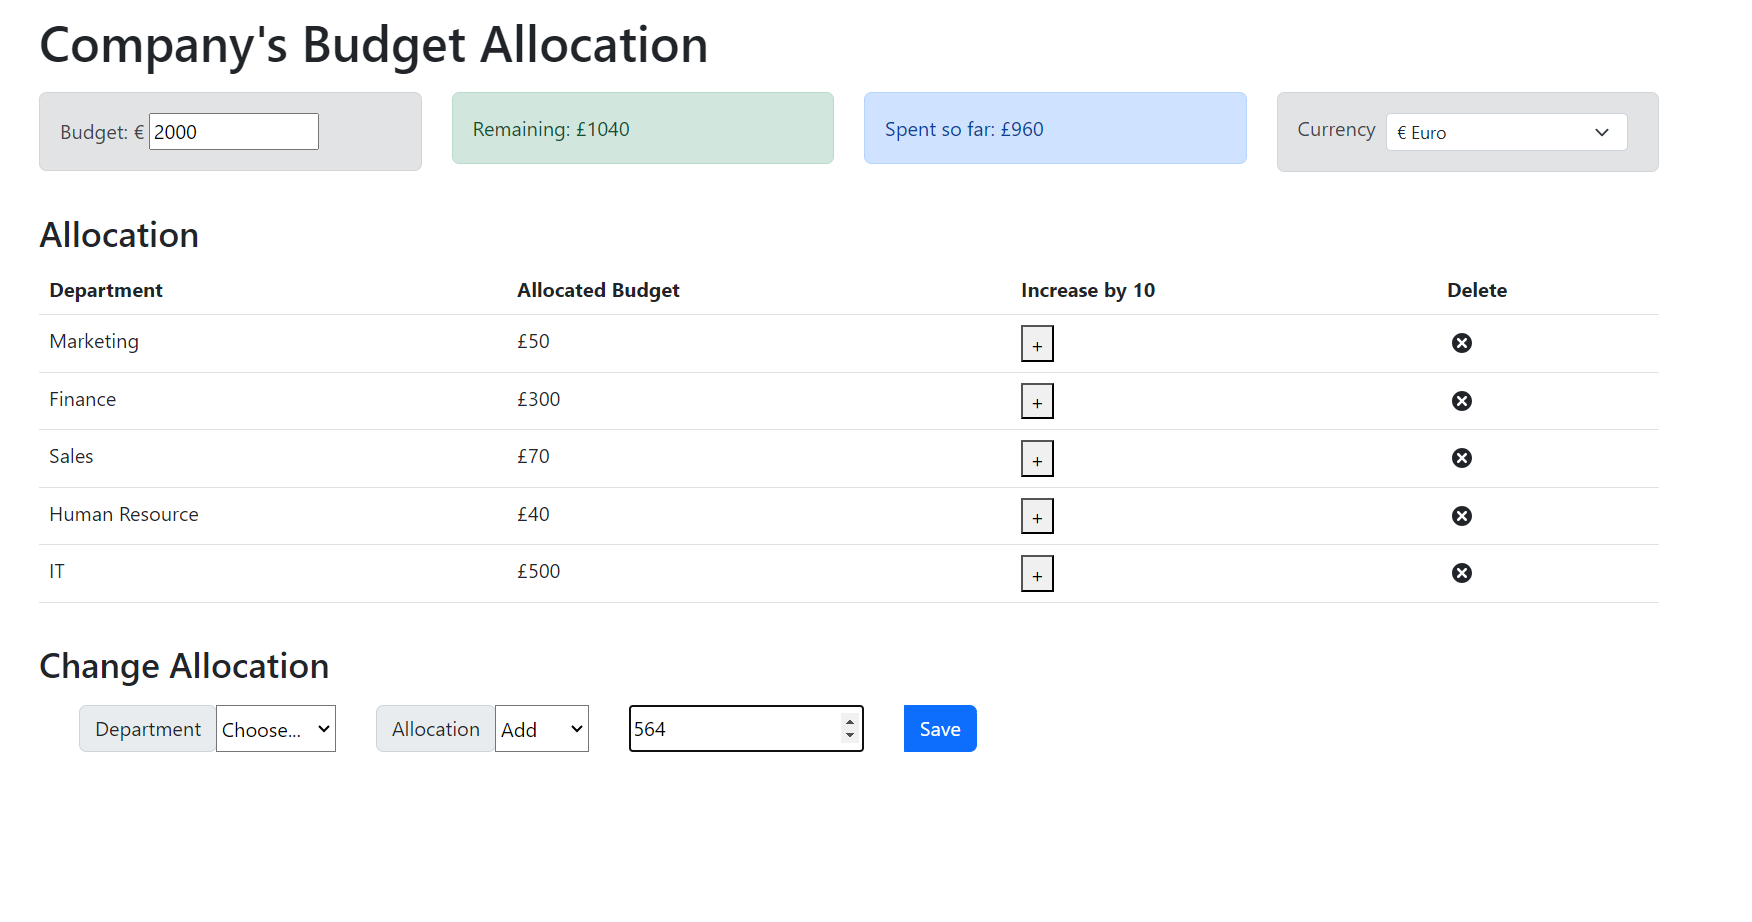 Company's Budget Allocation
Budget: € 2000
Remaining: £1040
Spent so far: £960
Currency € Euro
Allocation
Department Allocated Budget Increase by 10 Delete
Marketing £50 +
Finance £300 +
Sales £70 +
Human Resource £40 +
IT £500 +
Change Allocation
Department Choose... Allocation Add 564 Save